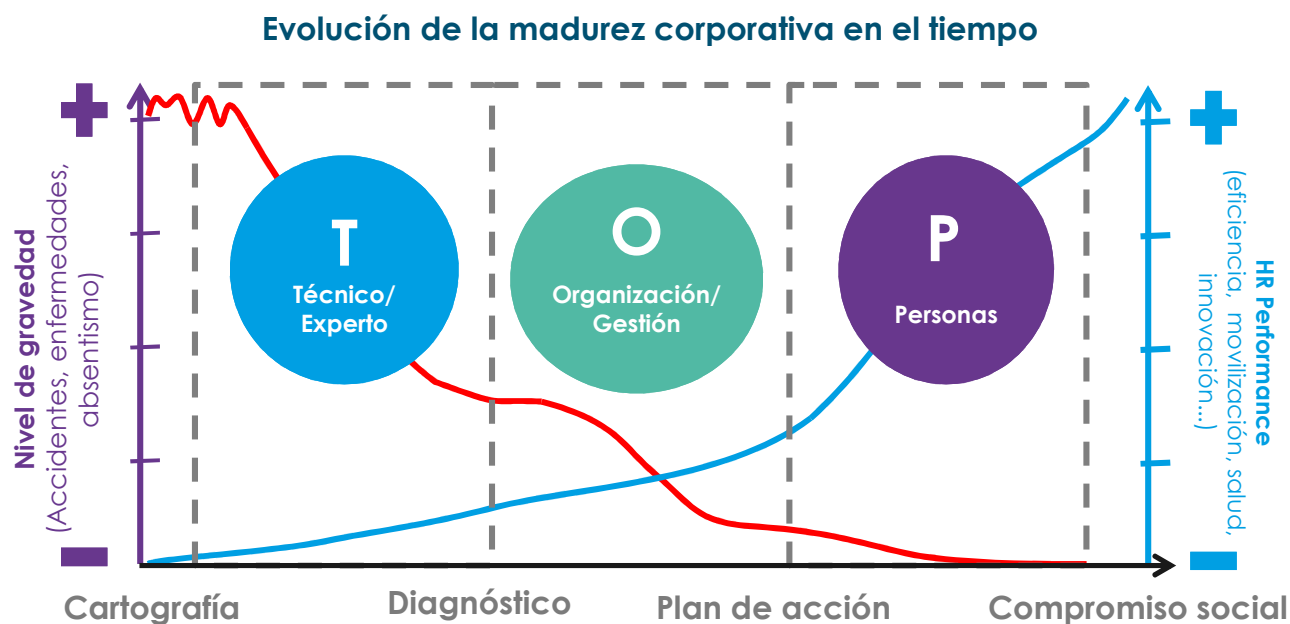 Evolución de la madurez corporativa en el tiempo
Nivel de gravedad
(Accidentes, enfermedades,
absentismo)
T
Técnico/
Experto
O
Organización/
Gestión
P
Personas
HR Performance
(eficiencia, movilización, salud,
innovación...)
Cartografía
Diagnóstico
Plan de acción
Compromiso social